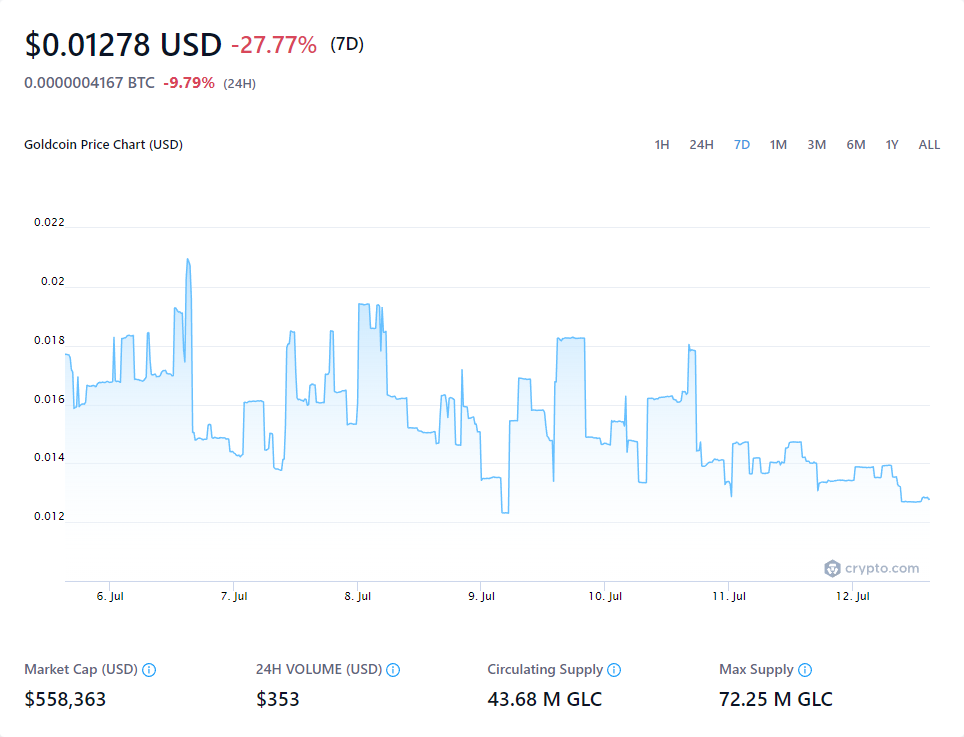 $0.01278 USD -27.77% (7D)
0.0000004167 BTC -9.79% (24H)
Goldcoin Price Chart (USD) 1H 24H 7D 1M 3M 6M 1Y ALL
0.022
0.02
0.018
0.016
0.014
0.012
crypto.com
6. Jul 7. Jul 8. Jul 9. Jul 10. Jul 11. Jul 12. Jul
Market Cap (USD) 24H VOLUME (USD) Circulating Supply Max Supply
$558,363 $353 43.68 M GLC 72.25 M GLC